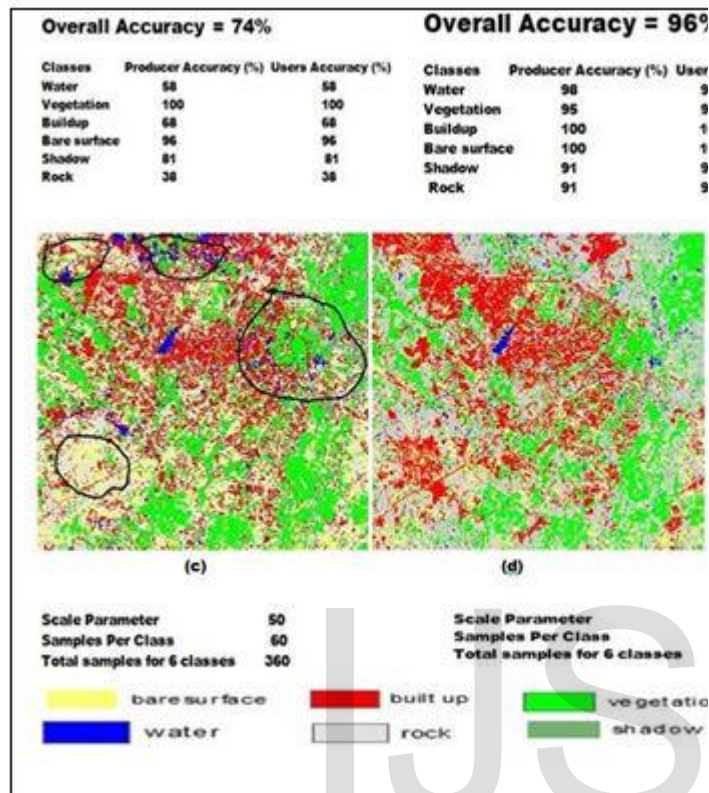 Overall Accuracy = 74%
Classes Producer Accuracy (%) Users Accuracy (%)
Water 58 58
Vegetation 100 100
Buildup 68 68
Bare surface 96 96
Shadow 81 81
Rock 38 38
Overall Accuracy = 96%
Classes Producer Accuracy (%)
Water 98
Vegetation 95
Buildup 100
Bare surface 100
Shadow 91
Rock 91
(c)
(d)
Scale Parameter 50
Samples Per Class 60
Total samples for 6 classes 360
Scale Parameter
Samples Per Class
Total samples for 6 classes
baresurface
built up
water
rock
shadow
IJS